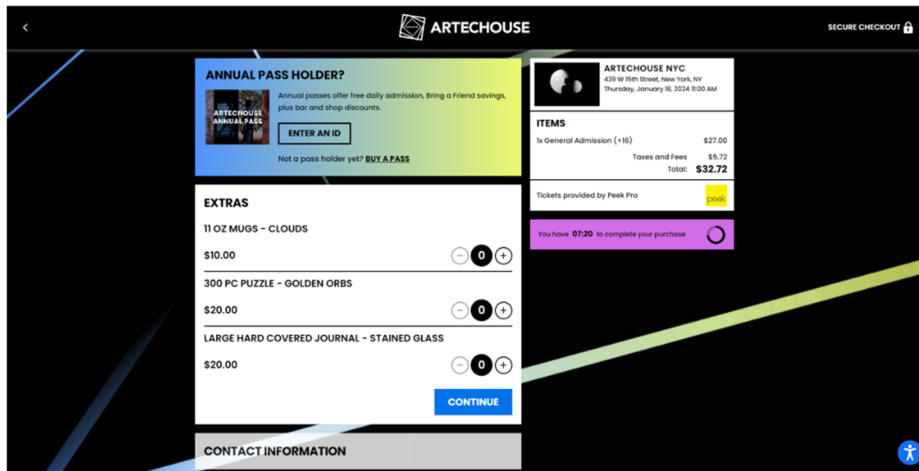 ARTECHOUSE
SECURE CHECKOUT
ANNUAL PASS HOLDER?
ARTECHOUSE
ANNUAL PASS
Annual passes offer free daily admission, Bring a Friend savings,
plus bar and shop discounts.
ENTER AN ID
Not a pass holder yet? BUY A PASS
EXTRAS
11 OZ MUGS - CLOUDS
$10.00
0
300 PC PUZZLE - GOLDEN ORBS
$20.00
0
LARGE HARD COVERED JOURNAL - STAINED GLASS
$20.00
0
CONTINUE
CONTACT INFORMATION
ARTECHOUSE NYC
439 W 15th Street, New York, NY
Thursday, January 18, 2024 11:00 AM
ITEMS
1x General Admission (+16) $27.00
Taxes and Fees $5.72
Total: $32.72
Tickets provided by Peek Pro
peek
You have 07:20 to complete your purchase